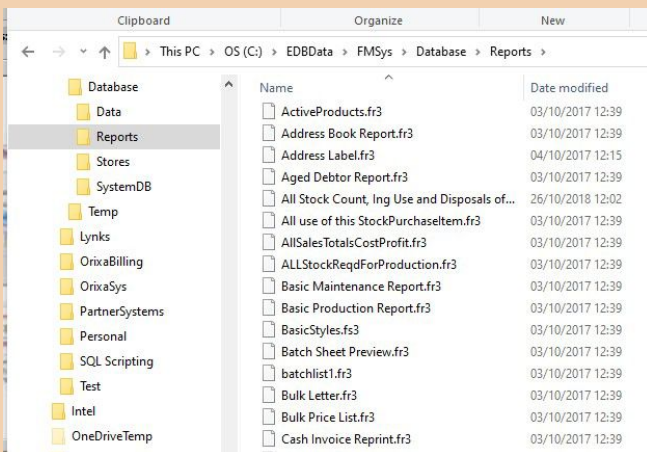 Clipboard Organize New
This PC > OS (C:) > EDBData > FMSys > Database > Reports >
Database
Data
Reports
Stores
SystemDB
Temp
Lynks
OrixaBilling
OrixaSys
PartnerSystems
Personal
SQL Scripting
Test
Intel
OneDriveTemp
Name Date modified
ActiveProducts.fr3 03/10/2017 12:39
Address Book Report.fr3 03/10/2017 12:39
Address Label.fr3 04/10/2017 12:15
Aged Debtor Report.fr3 03/10/2017 12:39
All Stock Count, Ing Use and Disposals of... 26/10/2018 12:02
All use of this StockPurchaseItem.fr3 03/10/2017 12:39
AllSalesTotalsCostProfit.fr3 03/10/2017 12:39
ALLStockReqdForProduction.fr3 03/10/2017 12:39
Basic Maintenance Report.fr3 03/10/2017 12:39
Basic Production Report.fr3 03/10/2017 12:39
BasicStyles.fs3 03/10/2017 12:39
Batch Sheet Preview.fr3 03/10/2017 12:39
batchlist1.fr3 03/10/2017 12:39
Bulk Letter.fr3 03/10/2017 12:39
Bulk Price List.fr3 03/10/2017 12:39
Cash Invoice Reprint.fr3 03/10/2017 12:39